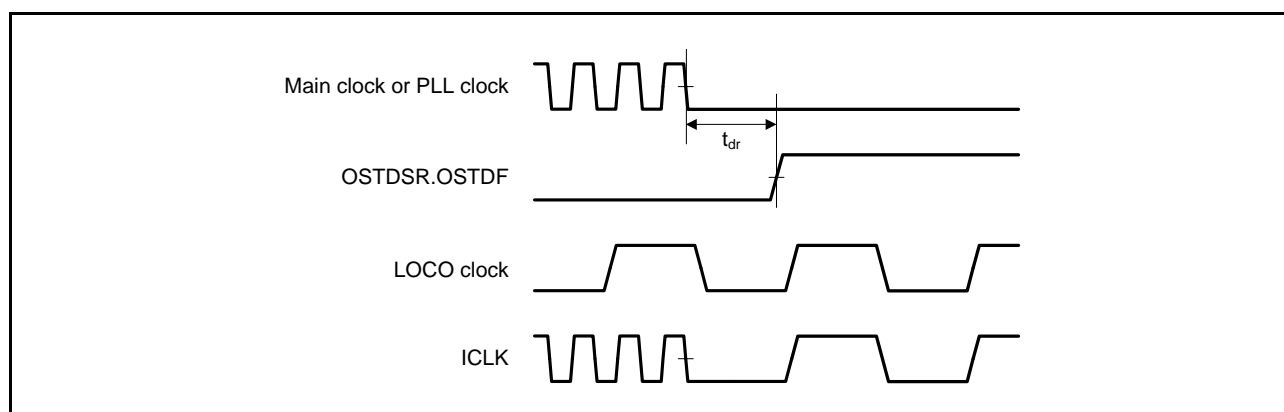 Main clock or PLL clock
tdr
OSTDSR.OSTDF
LOCO clock
ICLK